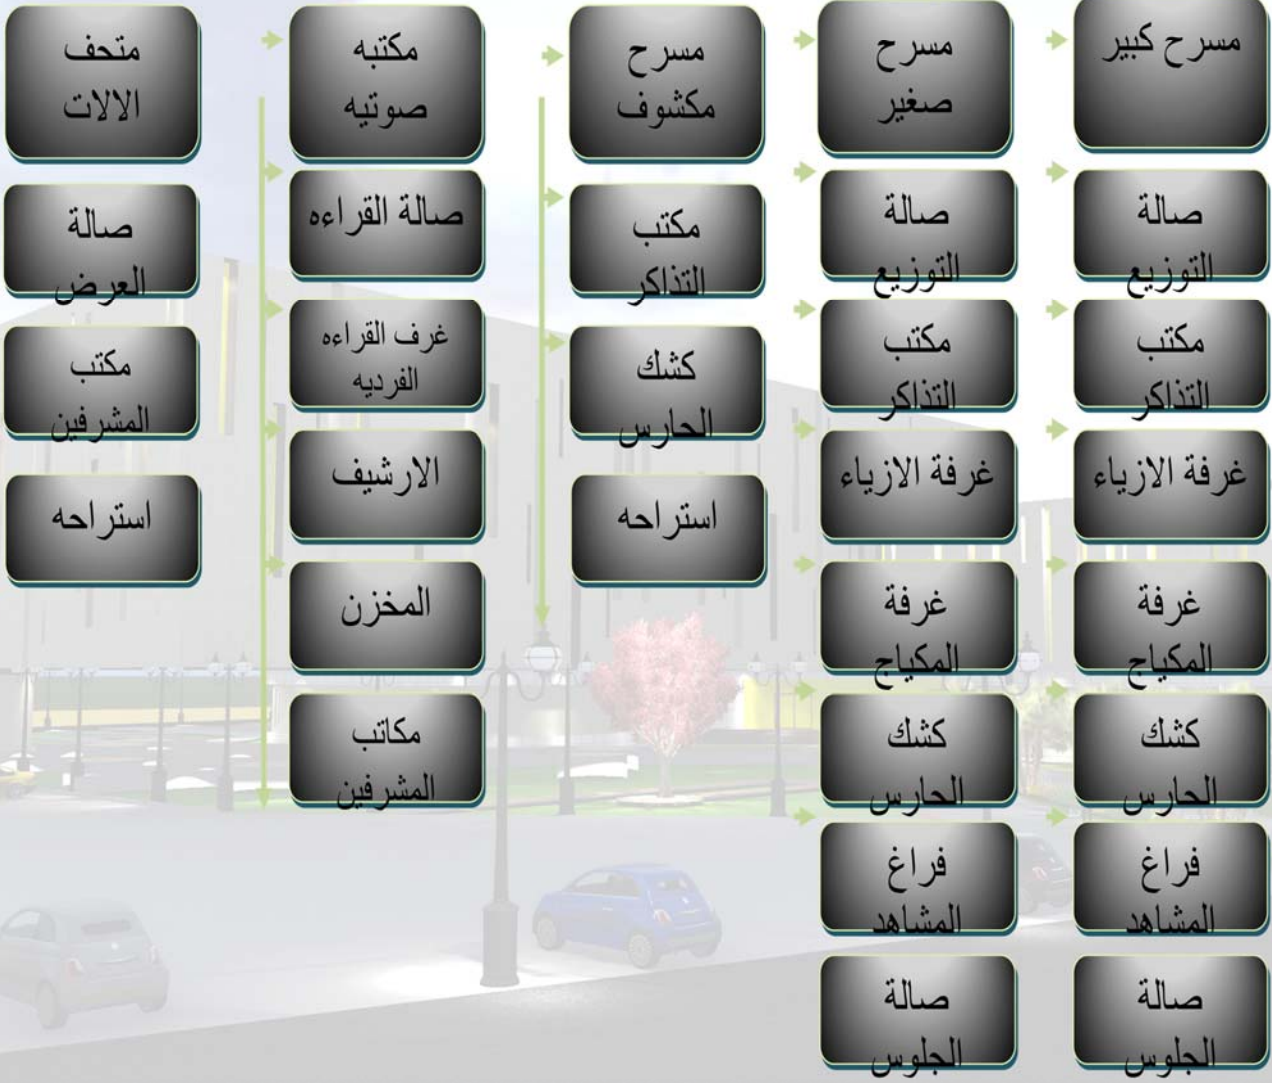 مسرح كبير
صالة
التوزيع
مكتب
التذاكر
غرفة الازياء
غرفة
المكياج
كشك
الحارس
فراغ
المشاهد
صالة
الجلوس
مسرح
صغير
صالة
التوزيع
مكتب
التذاكر
غرفة الازياء
غرفة
المكياج
كشك
الحارس
فراغ
المشاهد
صالة
الجلوس
مسرح
مكشوف
مكتب
التذاكر
كشك
الحارس
استراحه
مكتبه
صوتيه
صالة القراءه
غرف القراءه
الفرديه
الارشيف
المخزن
مكاتب
المشرفين
متحف
الالات
صالة
العرض
مكتب
المشرفين
استراحه